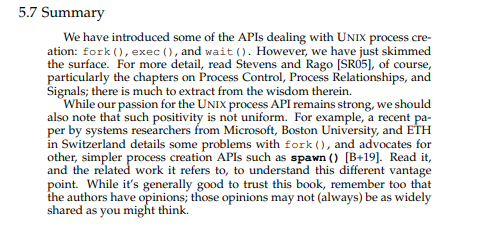 5.7 Summary
We have introduced some of the APIs dealing with UNIX process cre-
ation: fork(), exec(), and wait(). However, we have just skimmed
the surface. For more detail, read Stevens and Rago [SR05], of course,
particularly the chapters on Process Control, Process Relationships, and
Signals; there is much to extract from the wisdom therein.
While our passion for the UNIX process API remains strong, we should
also note that such positivity is not uniform. For example, a recent pa-
per by systems researchers from Microsoft, Boston University, and ETH
in Switzerland details some problems with fork(), and advocates for
other, simpler process creation APIs such as spawn() [B+19]. Read it,
and the related work it refers to, to understand this different vantage
point. While it's generally good to trust this book, remember too that
the authors have opinions; those opinions may not (always) be as widely
shared as you might think.